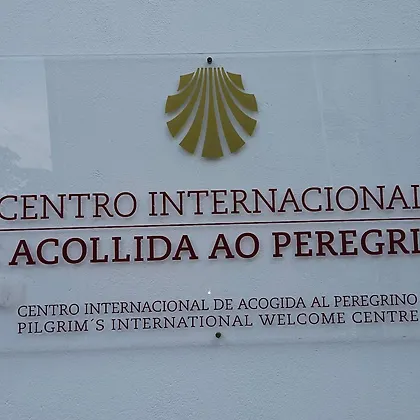 CENTRO INTERNACIONAL
ACOLLIDA AO PEREGRI
CENTRO INTERNACIONAL DE ACOGIDA AL PEREGRINO
PILGRIM´S INTERNATIONAL WELCOME CENTRE